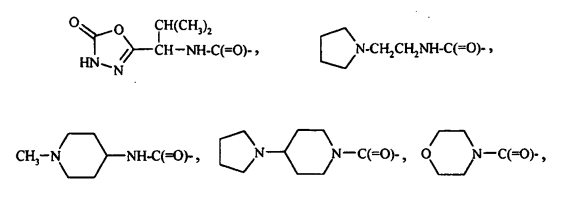 CH(CH₃)₂
O O CH–NH–C(=O)-,
HN–N
N–CH₂CH₂NH–C(=O)-,
CH₃–N NH–C(=O)-,
N N–C(=O)-,
O N–C(=O)-,